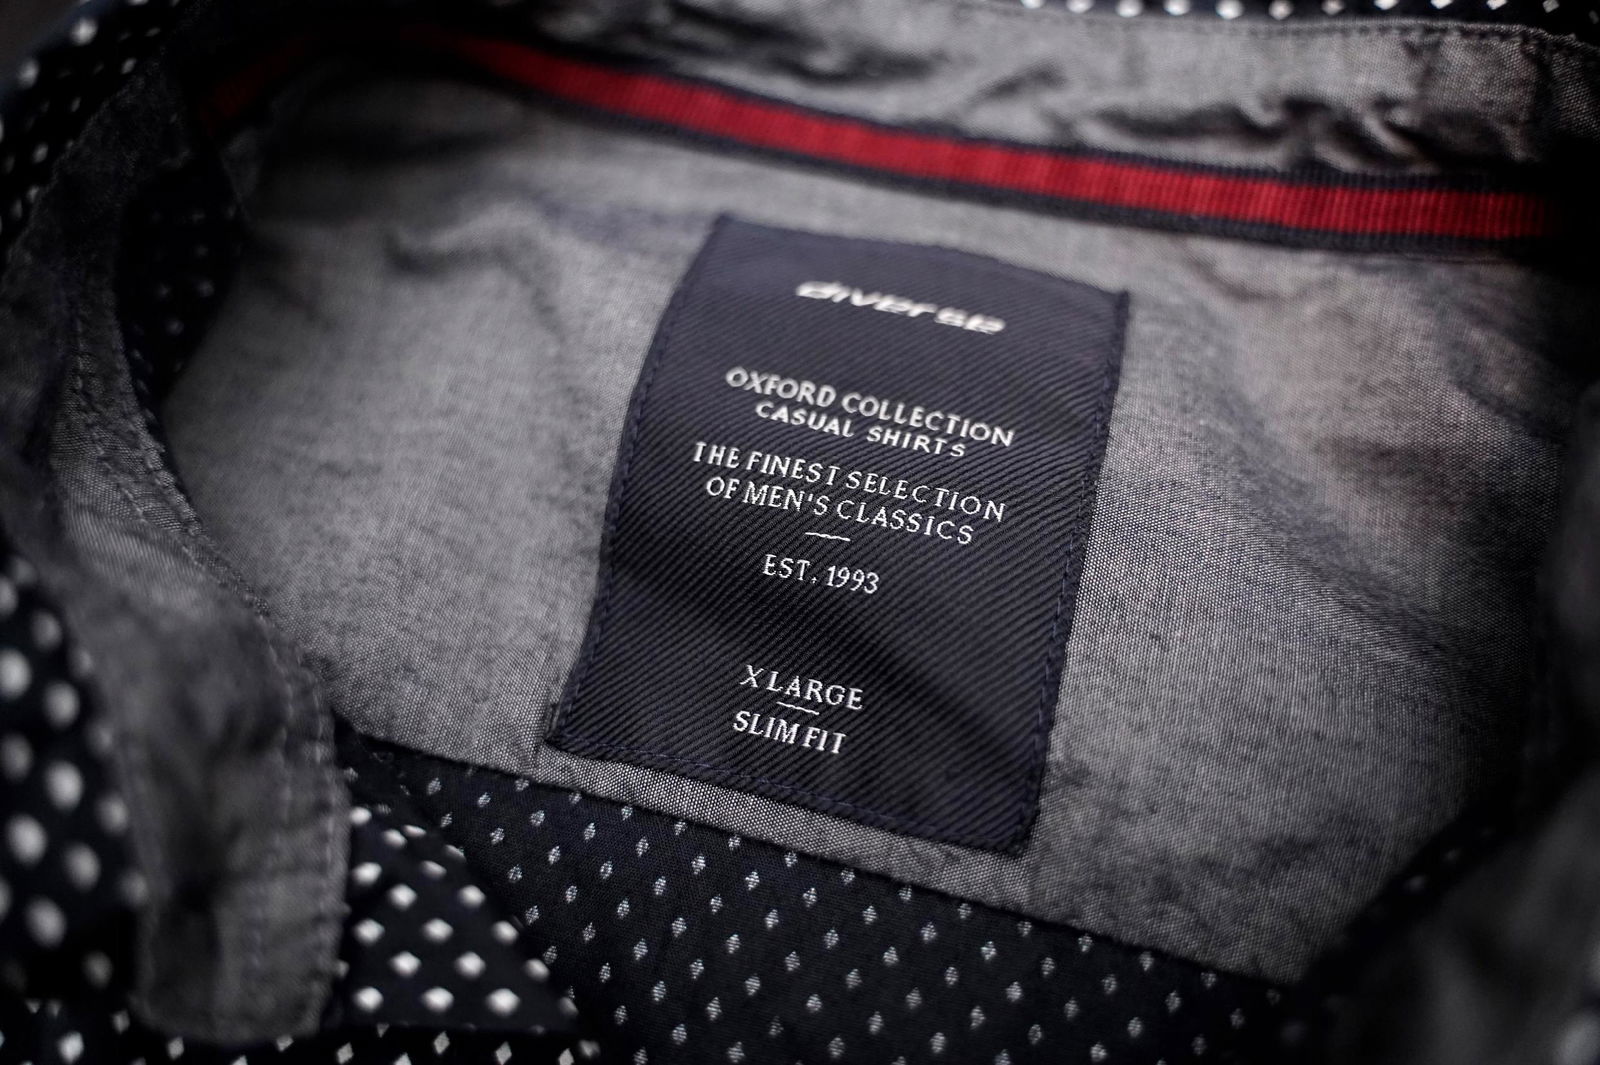 diverse
OXFORD COLLECTION
CASUAL SHIRTS
THE FINEST SELECTION
OF MEN'S CLASSICS
EST. 1993
X LARGE
SLIM FIT